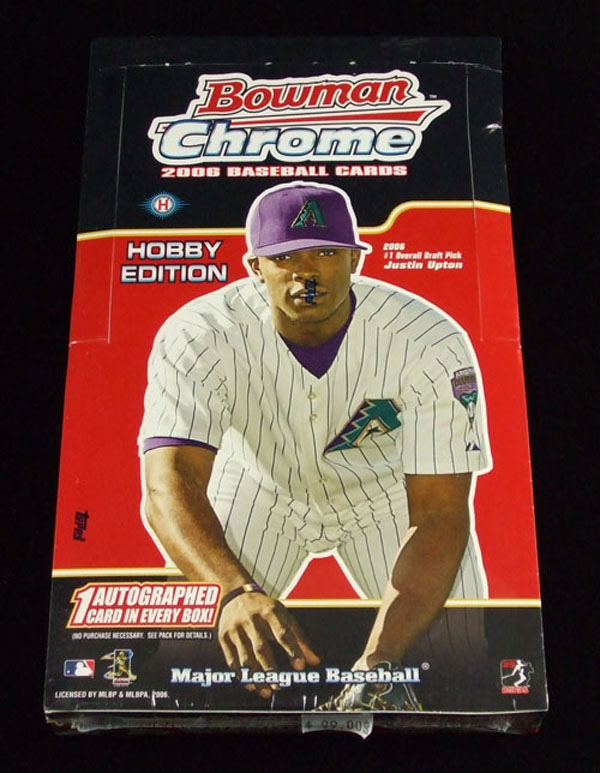 Bowman
Chrome
2006 BASEBALL CARDS
H
HOBBY
EDITION
2006
#1 Overall Draft Pick
Justin Upton
A
topps
1 AUTOGRAPHED
CARD IN EVERY BOX!
(NO PURCHASE NECESSARY. SEE PACK FOR DETAILS.)
Major League Baseball®
LICENSED BY MLBP & MLBPA, 2006.